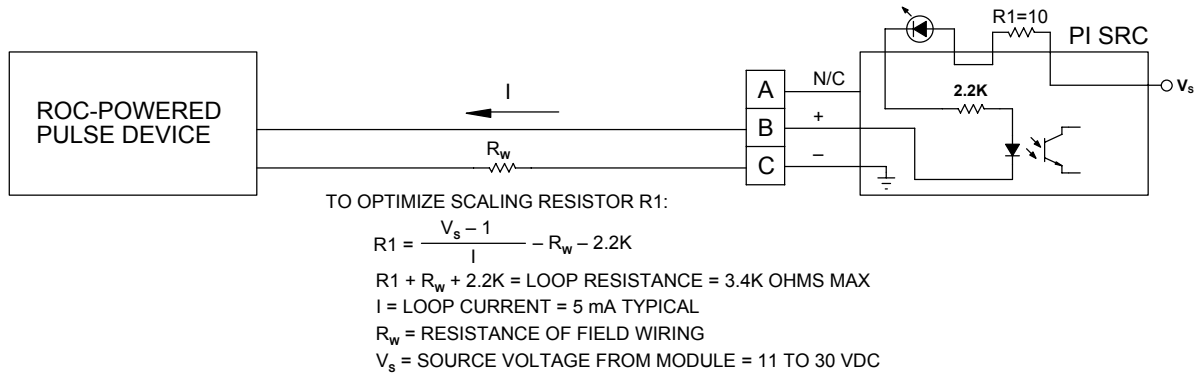 R1=10
PI SRC
Vs
ROC-POWERED
PULSE DEVICE
I
A
N/C
2.2K
B
+
Rw
C
–
TO OPTIMIZE SCALING RESISTOR R1:
R1 = Vs – 1 / I – Rw – 2.2K
R1 + Rw + 2.2K = LOOP RESISTANCE = 3.4K OHMS MAX
I = LOOP CURRENT = 5 mA TYPICAL
Rw = RESISTANCE OF FIELD WIRING
Vs = SOURCE VOLTAGE FROM MODULE = 11 TO 30 VDC